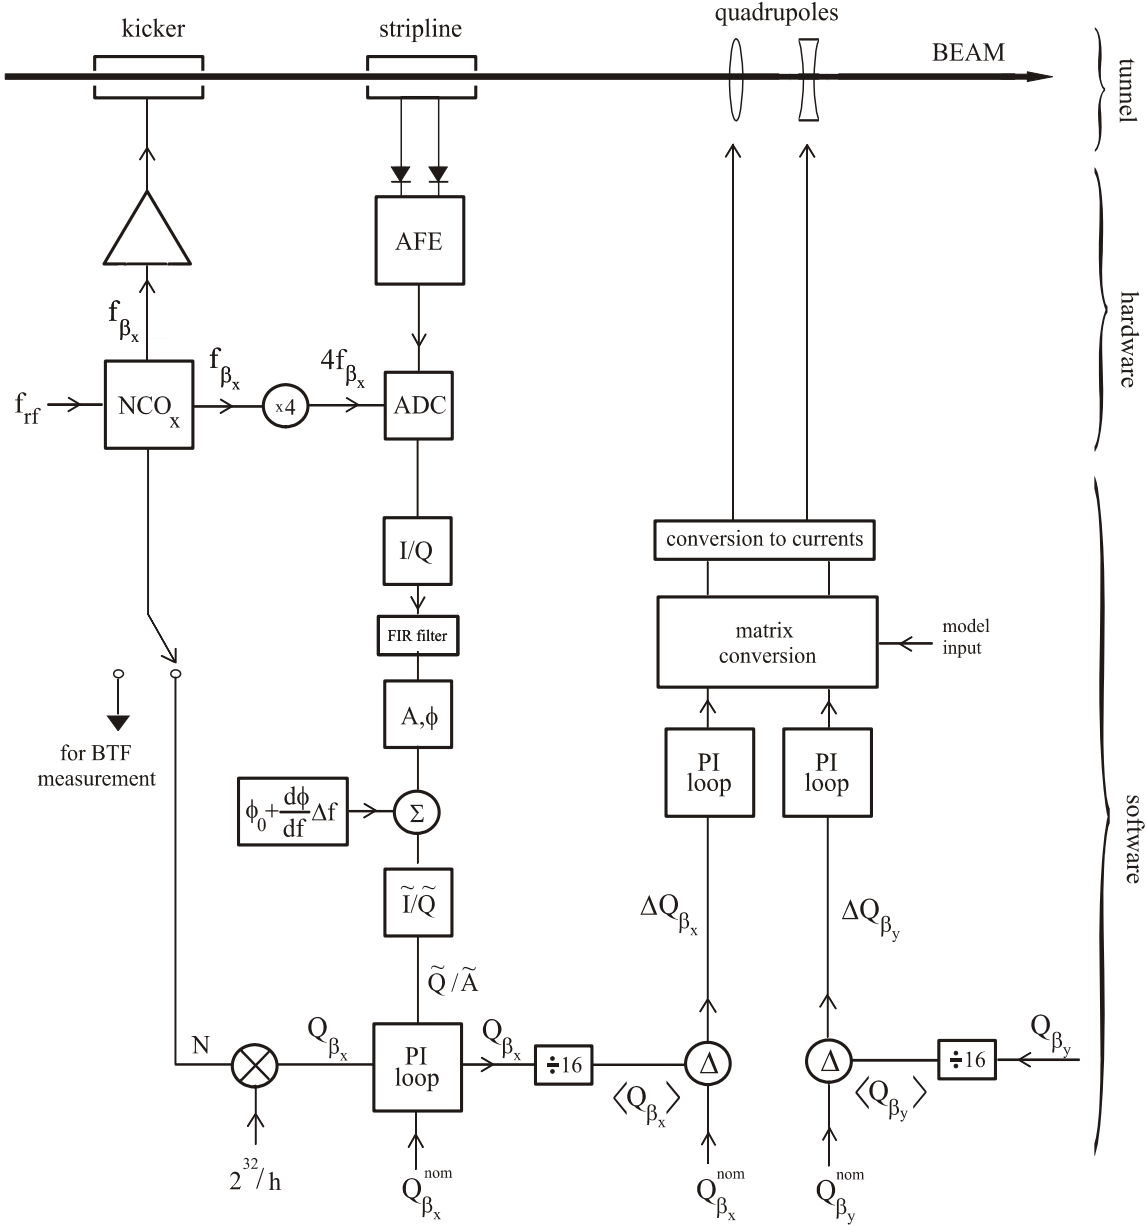 kicker
stripline
quadrupoles
BEAM
tunnel
AFE
hardware
f_βx
f_rf
NCO_x
f_βx
×4
4f_βx
ADC
I/Q
FIR filter
A,ϕ
ϕ_0+dϕ/df Δf
Σ
Ĩ/Q̃
Q̃/Ã
for BTF
measurement
conversion to currents
matrix
conversion
model
input
PI
loop
PI
loop
software
ΔQ_βx
ΔQ_βy
N
Q_βx
PI
loop
Q_βx
÷16
⟨Q_βx⟩
Δ
Δ
⟨Q_βy⟩
÷16
Q_βy
2^32/h
Q_βx^nom
Q_βx^nom
Q_βy^nom